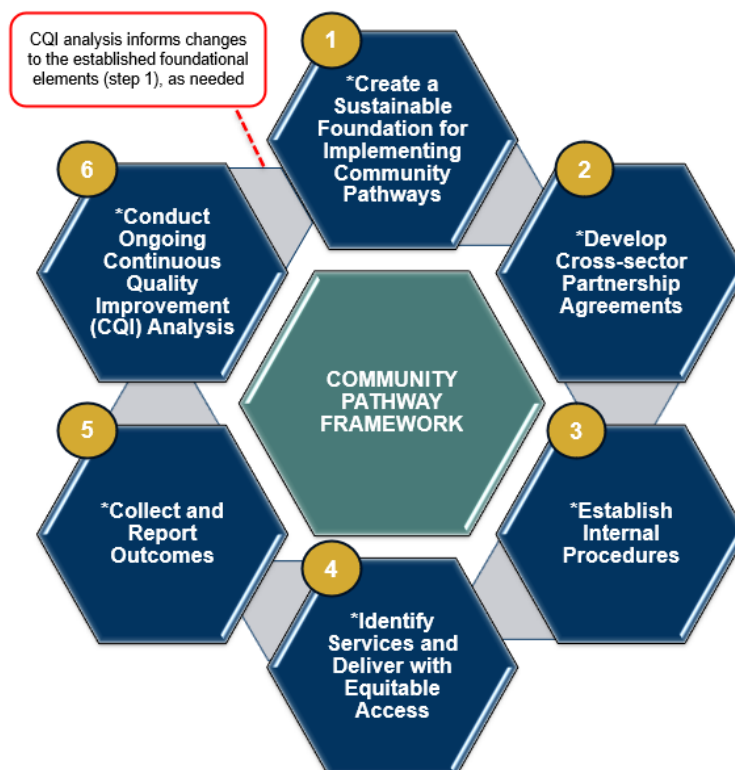 CQI analysis informs changes
to the established foundational
elements (step 1), as needed
1
*Create a
Sustainable
Foundation for
Implementing
Community
Pathways
2
*Develop
Cross-sector
Partnership
Agreements
3
*Establish
Internal
Procedures
4
*Identify
Services and
Deliver with
Equitable
Access
5
*Collect and
Report
Outcomes
6
*Conduct
Ongoing
Continuous
Quality
Improvement
(CQI) Analysis
COMMUNITY
PATHWAY
FRAMEWORK